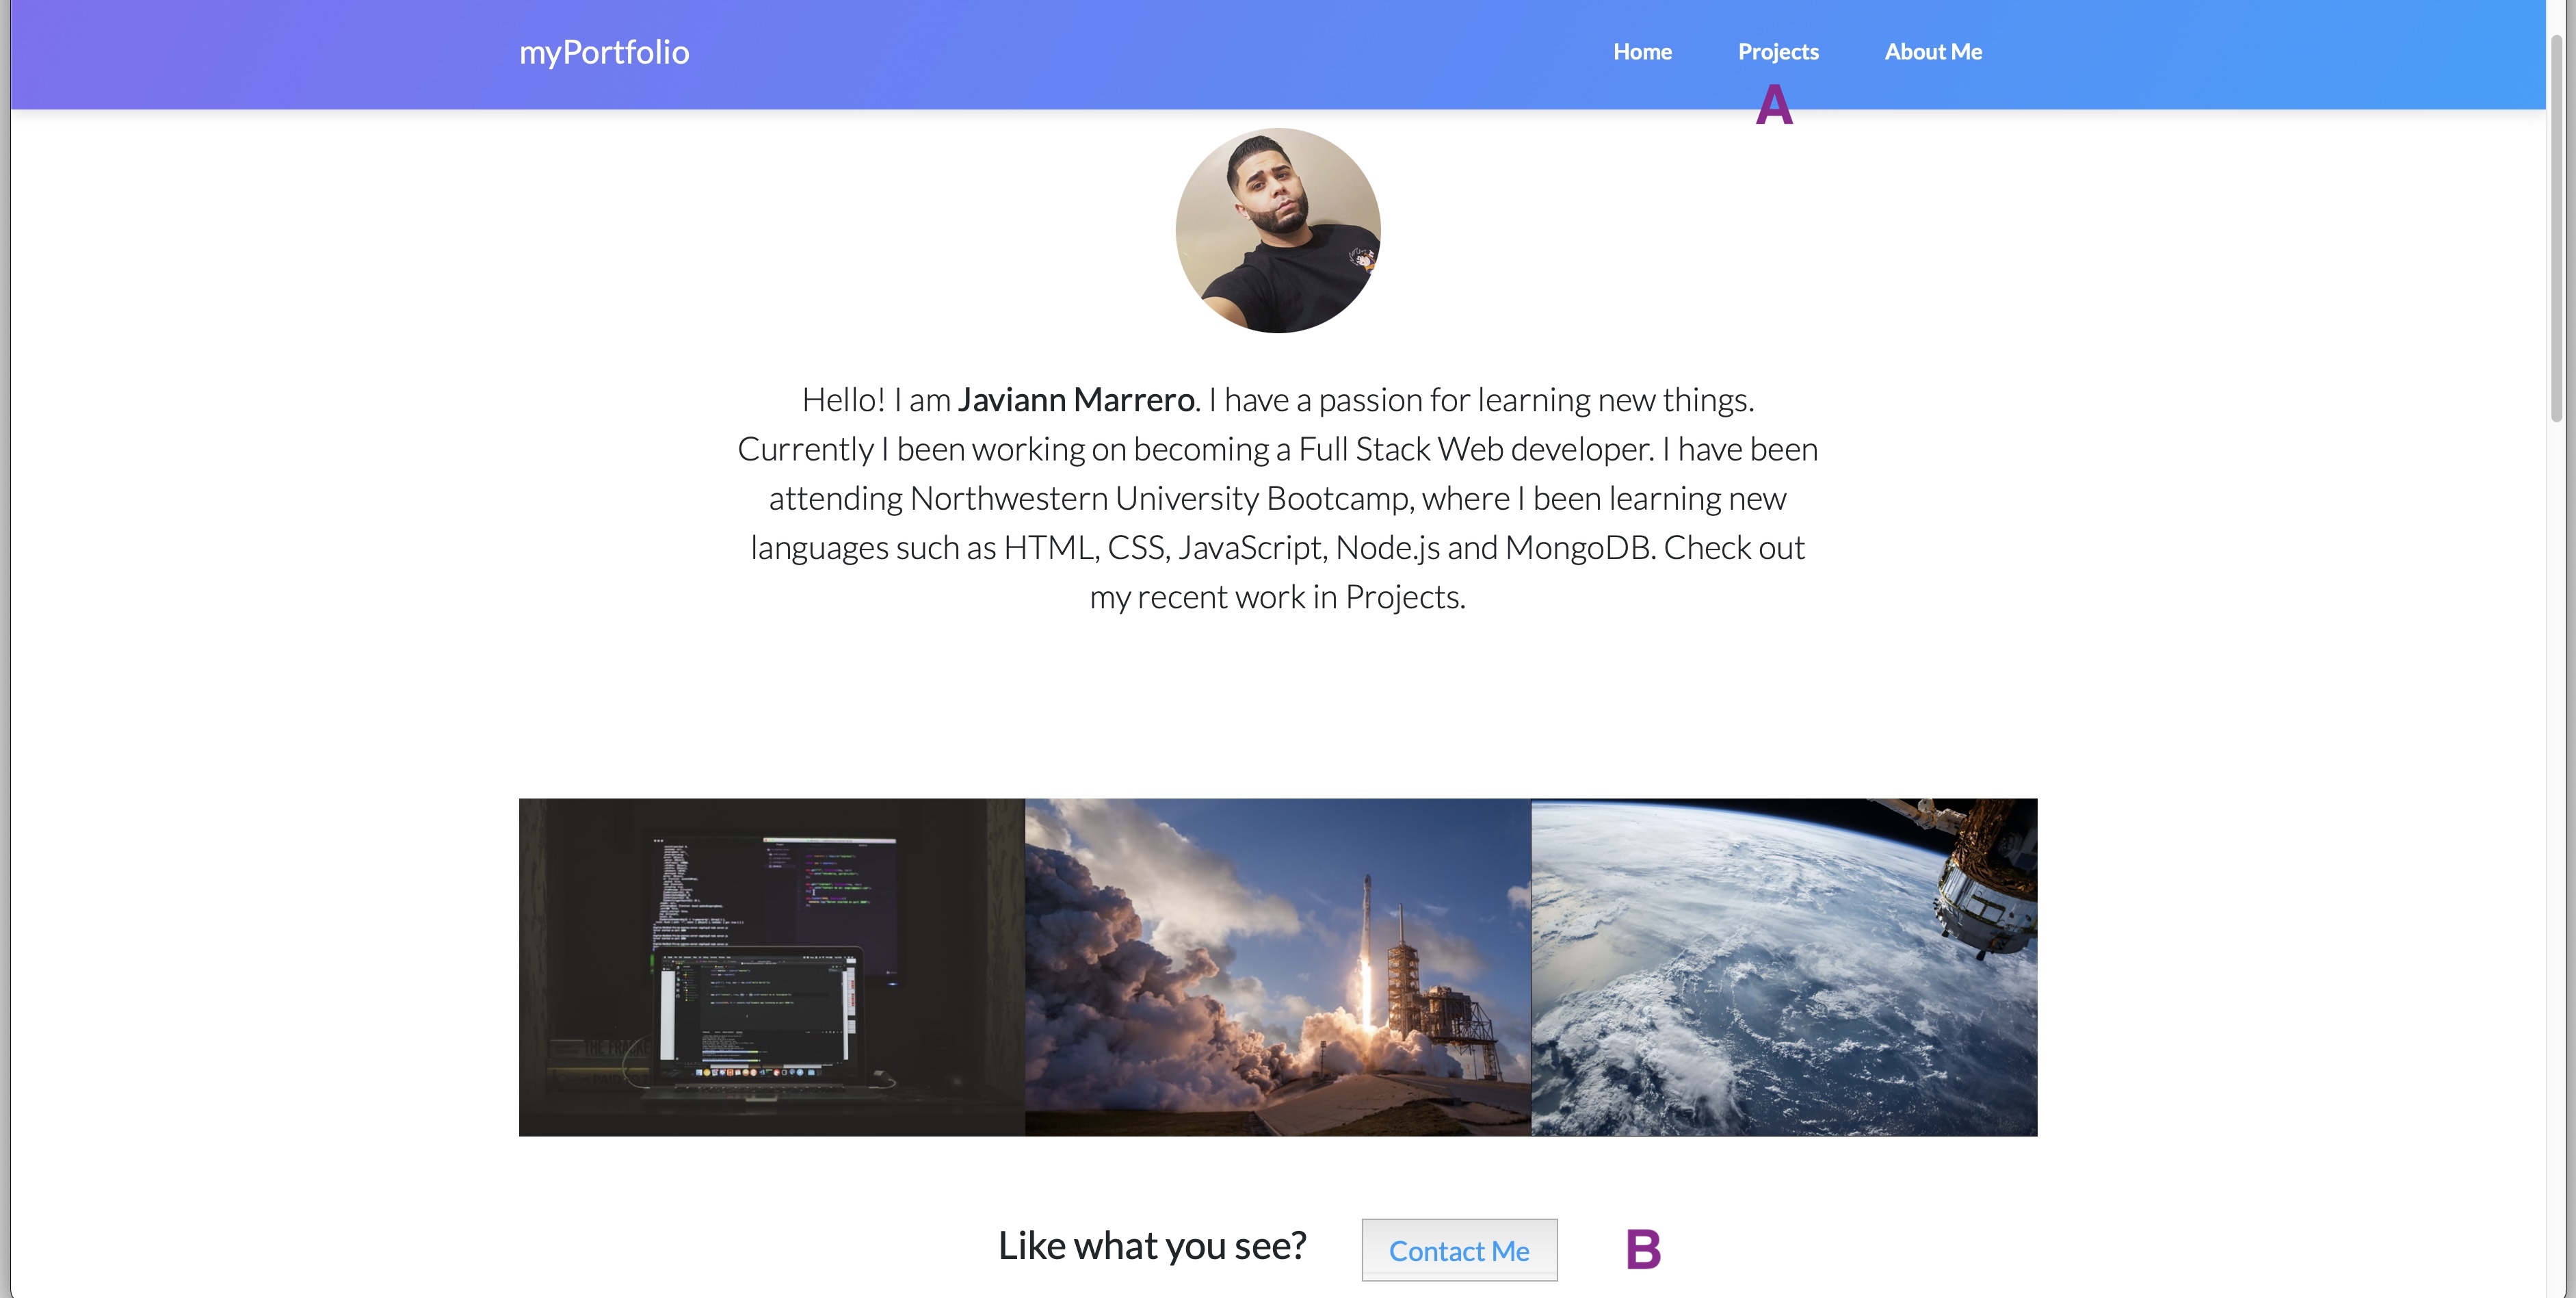 myPortfolio
Home Projects About Me
A
Hello! I am Javiann Marrero. I have a passion for learning new things.
Currently I been working on becoming a Full Stack Web developer. I have been
attending Northwestern University Bootcamp, where I been learning new
languages such as HTML, CSS, JavaScript, Node.js and MongoDB. Check out
my recent work in Projects.
Like what you see? Contact Me B